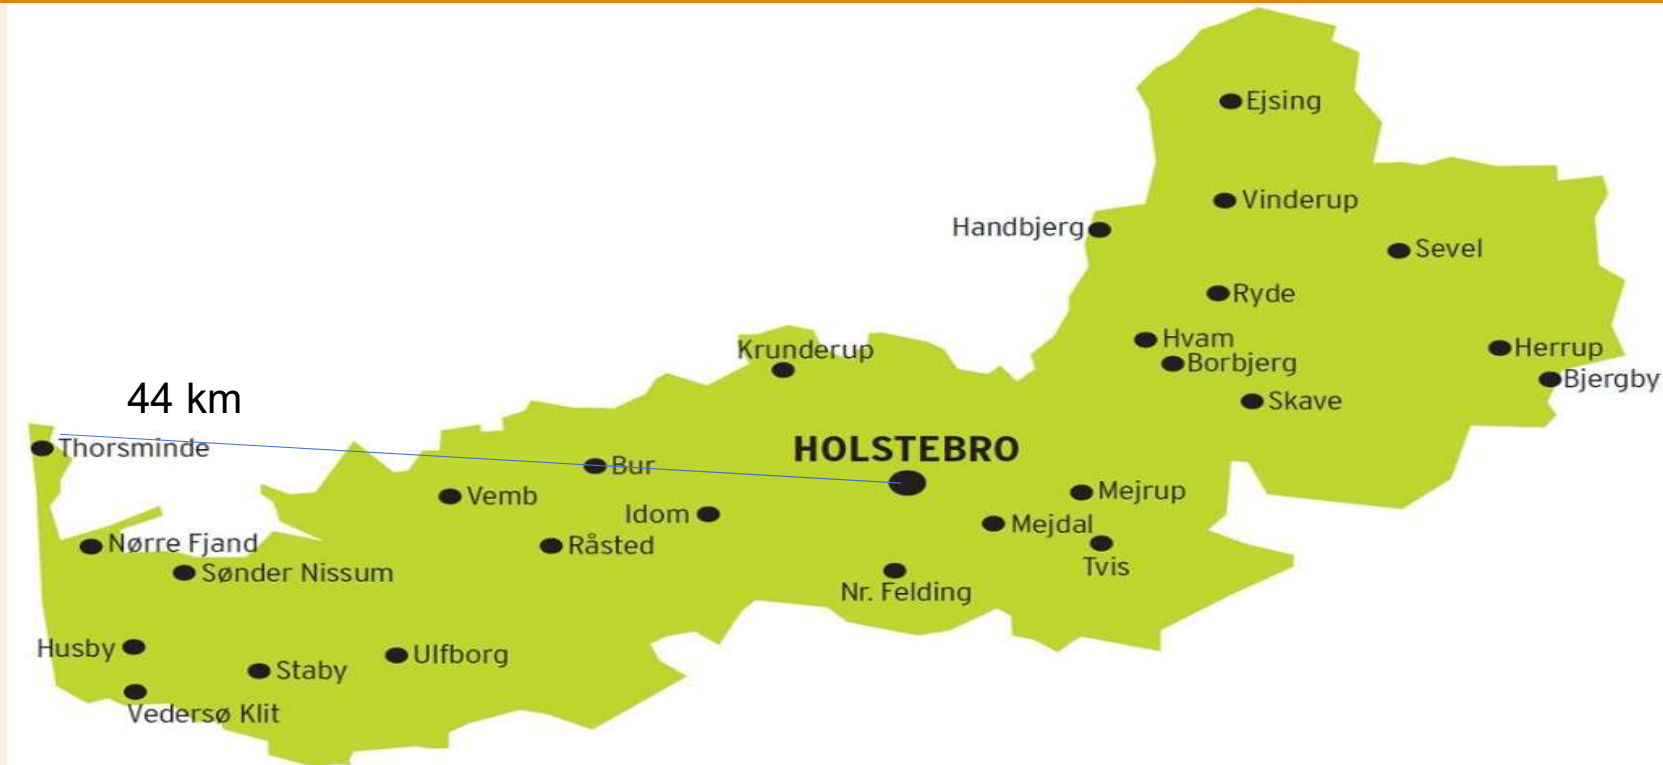 Ejsing
Vinderup
Handbjerg
Sevel
Ryde
Hvam
Krunderup
Herrup
Borbjerg
Bjergby
44 km
Skave
Thorsminde
HOLSTEBRO
Bur
Vemb
Mejrup
Idom
Mejdal
Nørre Fjand
Råsted
Tvis
Sønder Nissum
Nr. Felding
Husby
Ulfborg
Staby
Vedersø Klit